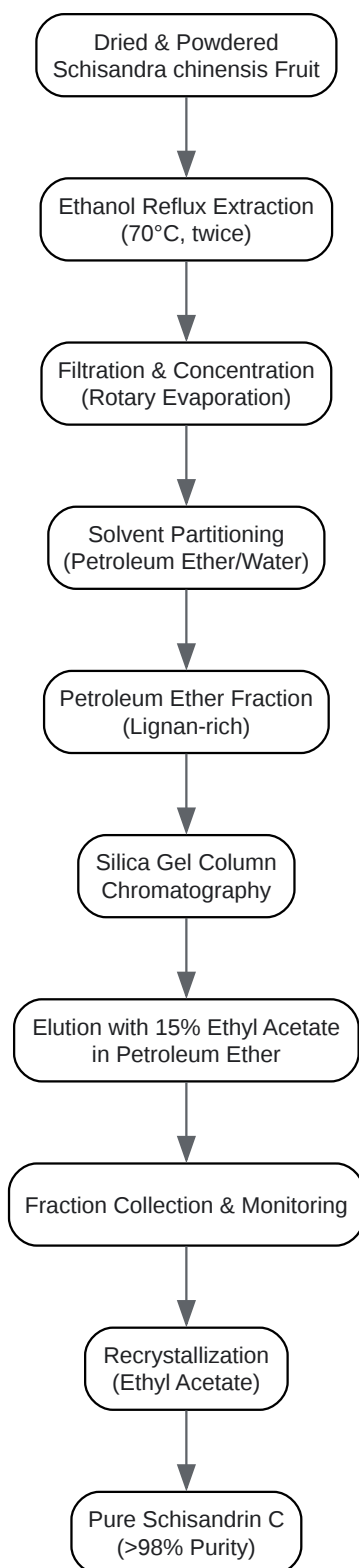 Dried & Powdered
Schisandra chinensis Fruit
Ethanol Reflux Extraction
(70°C, twice)
Filtration & Concentration
(Rotary Evaporation)
Solvent Partitioning
(Petroleum Ether/Water)
Petroleum Ether Fraction
(Lignan-rich)
Silica Gel Column
Chromatography
Elution with 15% Ethyl Acetate
in Petroleum Ether
Fraction Collection & Monitoring
Recrystallization
(Ethyl Acetate)
Pure Schisandrin C
(>98% Purity)